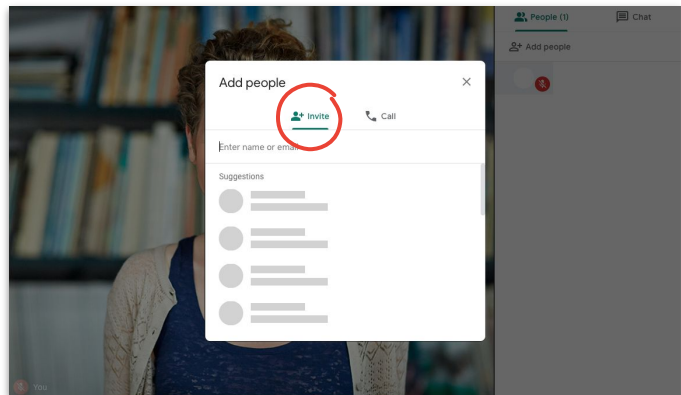 People (1)
Chat
Add people
Add people
Invite
Call
Enter name or email
Suggestions
You